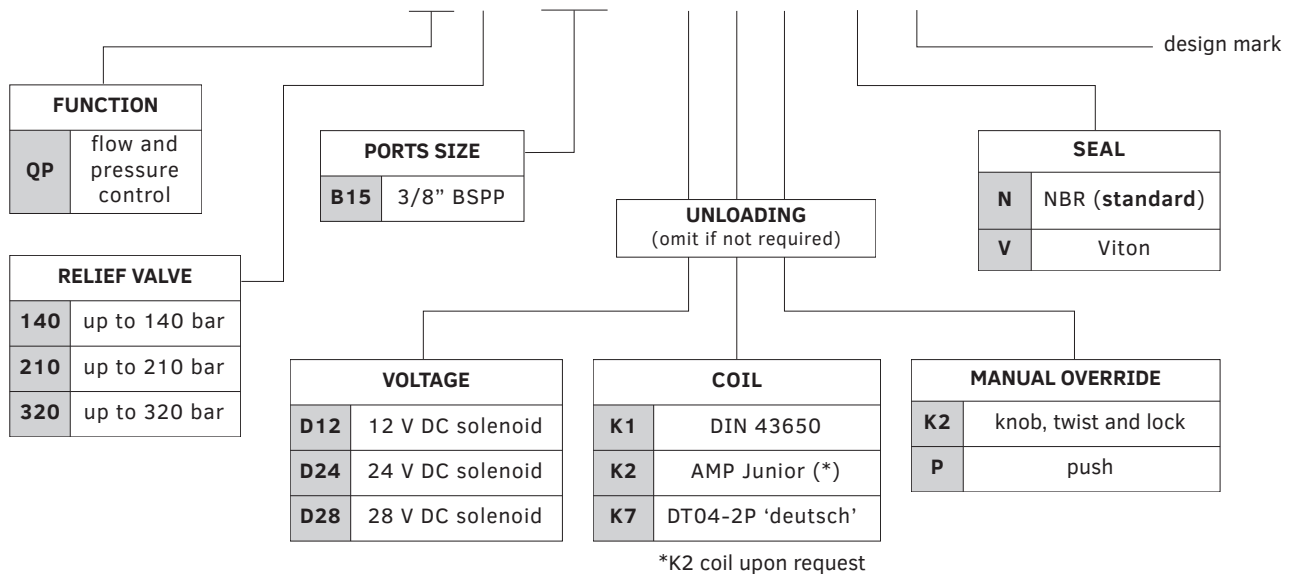 design mark
FUNCTION
QP flow and
pressure
control
PORTS SIZE
B15 3/8” BSPP
SEAL
N NBR (standard)
V Viton
UNLOADING
(omit if not required)
RELIEF VALVE
140 up to 140 bar
210 up to 210 bar
320 up to 320 bar
VOLTAGE
D12 12 V DC solenoid
D24 24 V DC solenoid
D28 28 V DC solenoid
COIL
K1 DIN 43650
K2 AMP Junior (*)
K7 DT04-2P ‘deutsch’
*K2 coil upon request
MANUAL OVERRIDE
K2 knob, twist and lock
P push